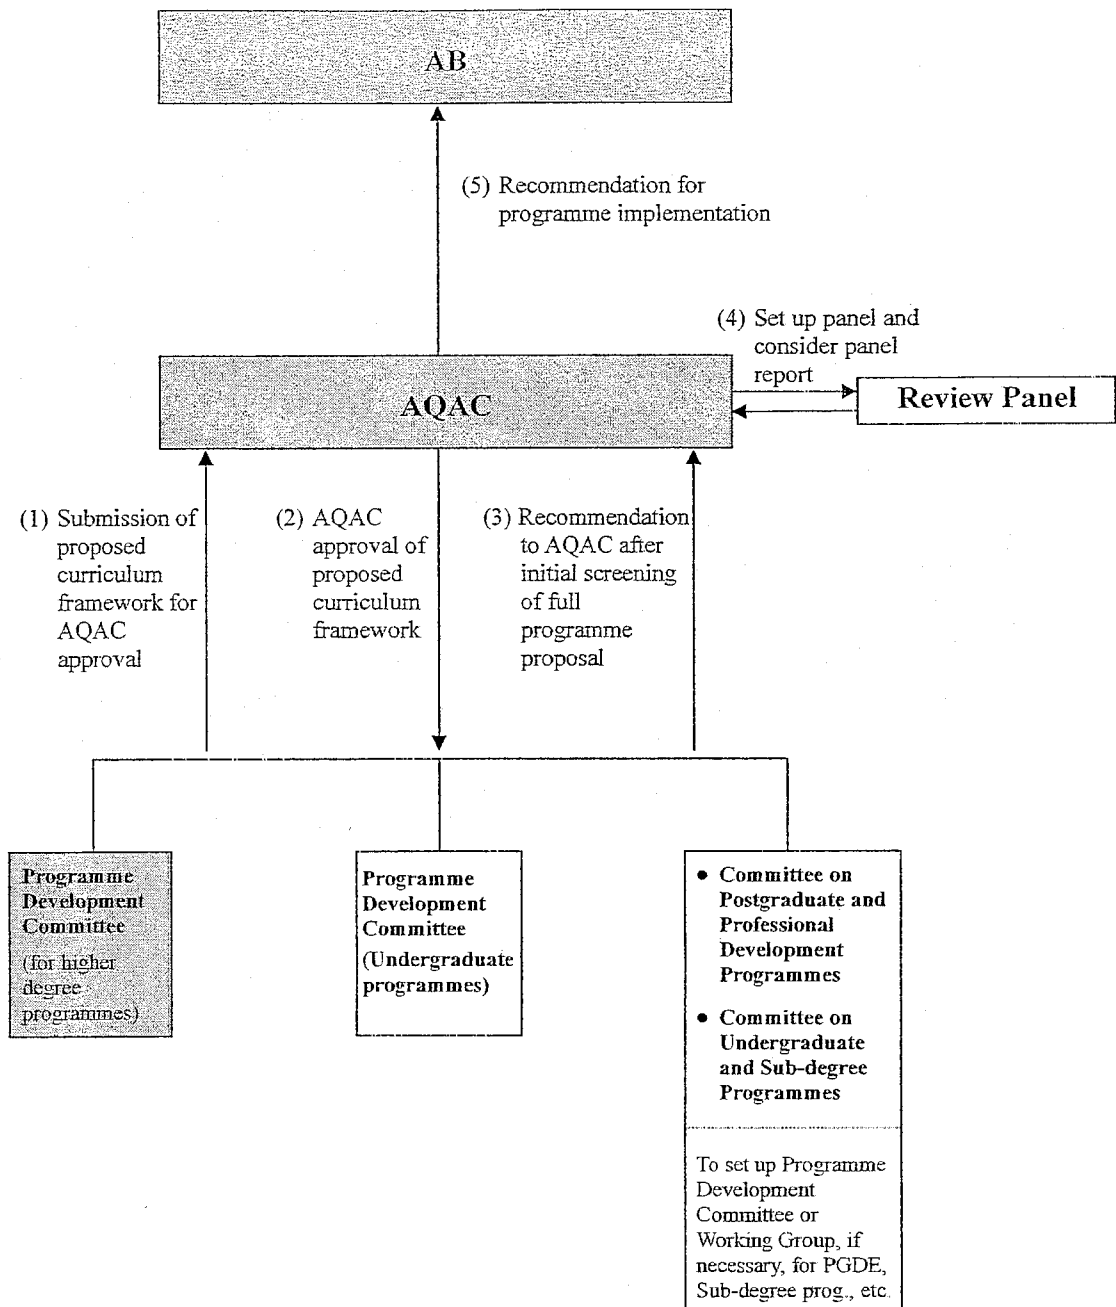 AB
(5) Recommendation for
programme implementation
(4) Set up panel and
consider panel
report
AQAC
Review Panel
(1) Submission of
proposed
curriculum
framework for
AQAC
approval
(2) AQAC
approval of
proposed
curriculum
framework
(3) Recommendation
to AQAC after
initial screening
of full
programme
proposal
Programme
Development
Committee
(for higher
degree
programmes)
Programme
Development
Committee
(Undergraduate
programmes)
● Committee on
Postgraduate and
Professional
Development
Programmes
● Committee on
Undergraduate
and Sub-degree
Programmes
To set up Programme
Development
Committee or
Working Group, if
necessary, for PGDE,
Sub-degree prog., etc.